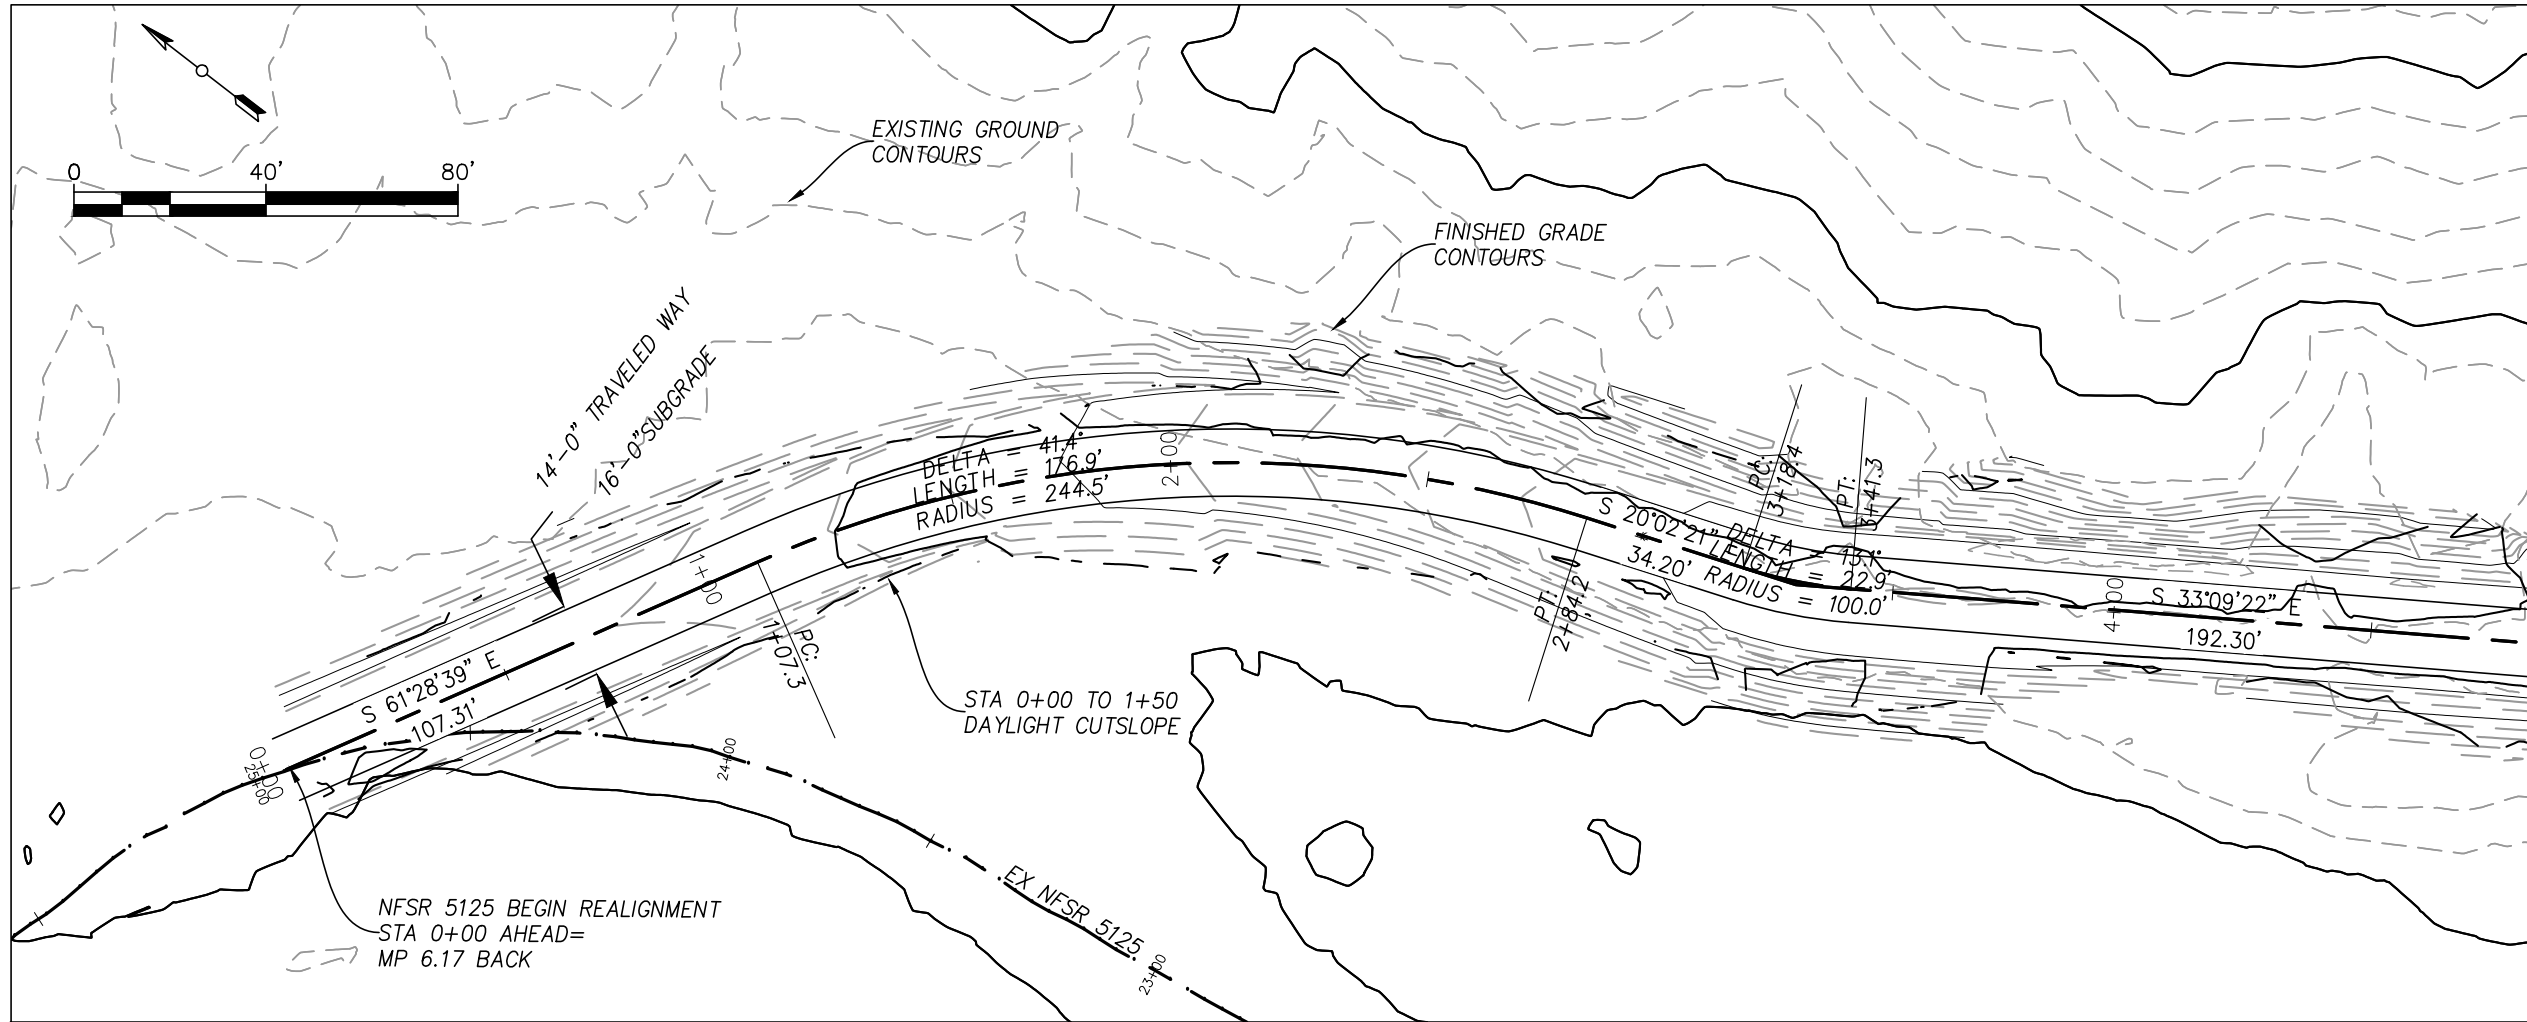 0 40' 80'
EXISTING GROUND
CONTOURS
FINISHED GRADE
CONTOURS
14'-0" TRAVELED WAY
16'-0"SUBGRADE
DELTA = 41.4°
LENGTH = 176.9'
RADIUS = 244.5'
2+00
PC:
3+18.4
PT:
3+41.3
S 20°02'21" E
34.20'
DELTA = 13.1°
LENGTH = 22.9'
RADIUS = 100.0'
PT:
2+84.2
4+00
S 33°09'22" E
192.30'
1+00
PC:
1+07.3
S 61°28'39" E
107.31'
STA 0+00 TO 1+50
DAYLIGHT CUTSLOPE
0+00
25+00
24+00
EX NFSR 5125
23+00
NFSR 5125 BEGIN REALIGNMENT
STA 0+00 AHEAD=
MP 6.17 BACK